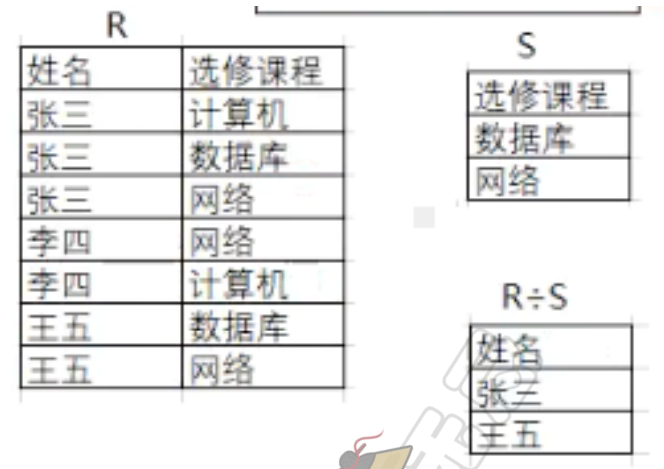 R
姓名 选修课程
张三 计算机
张三 数据库
张三 网络
李四 网络
李四 计算机
王五 数据库
王五 网络
S
选修课程
数据库
网络
R÷S
姓名
张三
王五